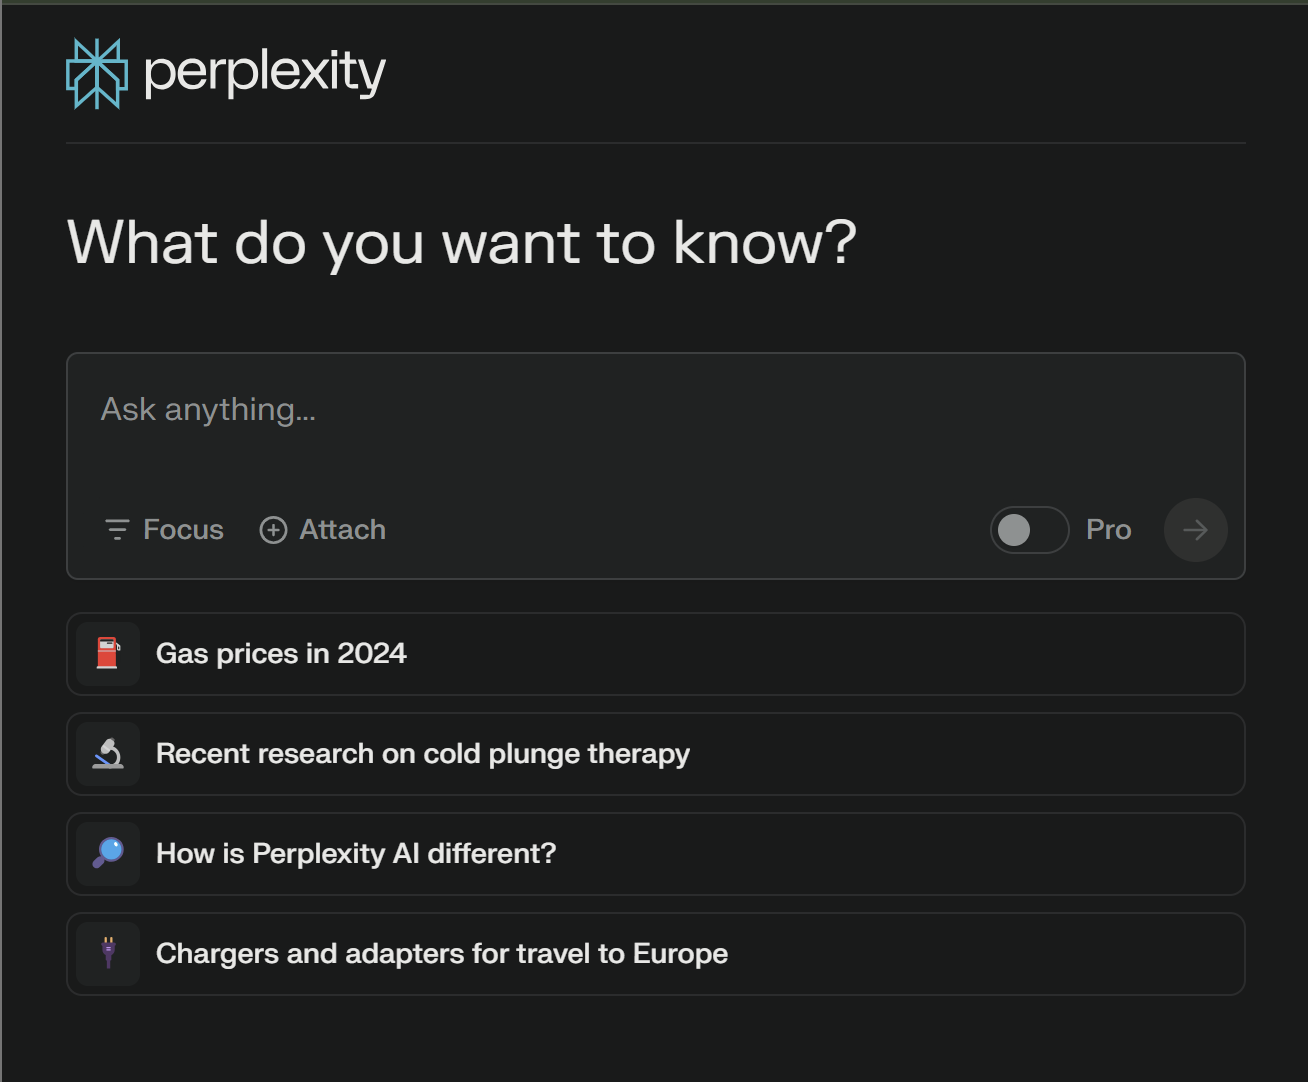 perplexity
What do you want to know?
Ask anything...
Focus
Attach
Pro
Gas prices in 2024
Recent research on cold plunge therapy
How is Perplexity AI different?
Chargers and adapters for travel to Europe